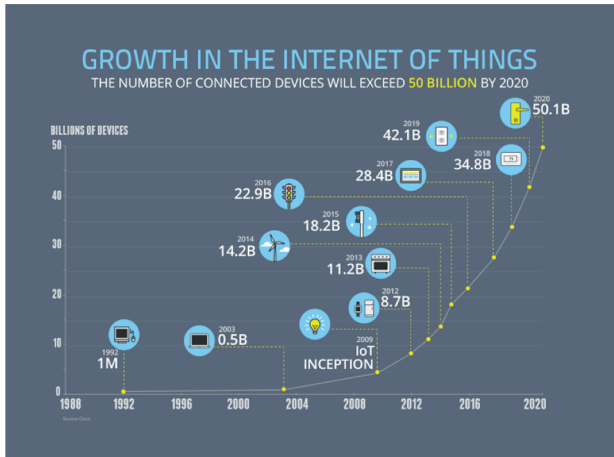 GROWTH IN THE INTERNET OF THINGS
THE NUMBER OF CONNECTED DEVICES WILL EXCEED 50 BILLION BY 2020
BILLIONS OF DEVICES
50
40
30
20
10
0
1992
1M
2003
0.5B
2009
IoT
INCEPTION
2012
8.7B
2013
11.2B
2014
14.2B
2015
18.2B
2016
22.9B
2017
28.4B
2018
34.8B
2019
42.1B
2020
50.1B
1988 1992 1996 2000 2004 2008 2012 2016 2020